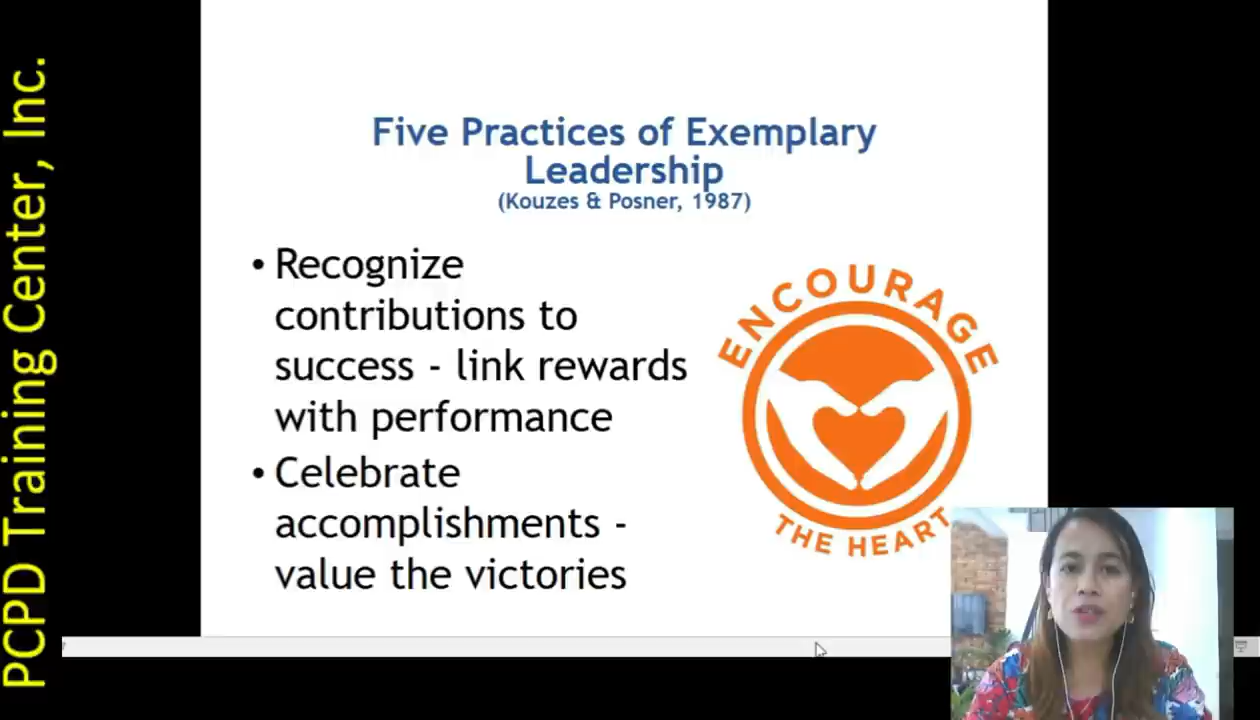 PCPD Training Center, Inc.
Five Practices of Exemplary
Leadership
(Kouzes & Posner, 1987)
• Recognize
contributions to
success - link rewards
with performance
• Celebrate
accomplishments -
value the victories
ENCOURAGE
THE HEART